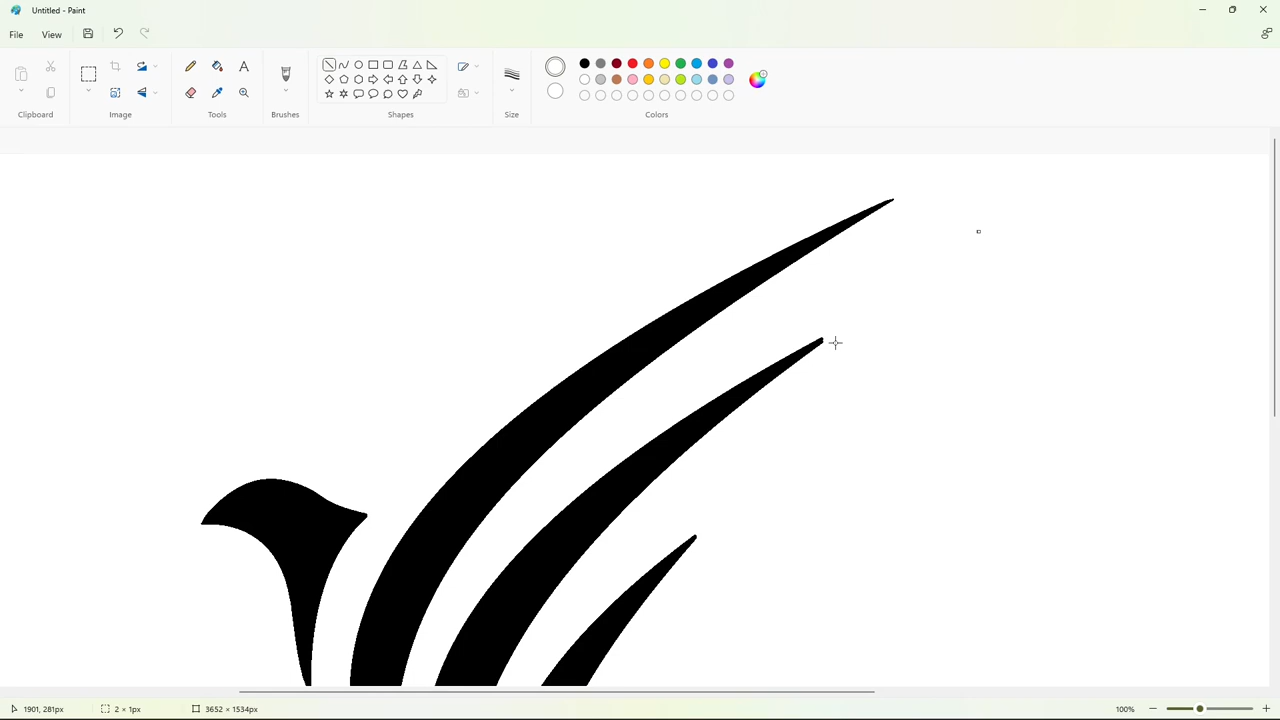 Untitled - Paint
File View
A
Clipboard Image Tools Brushes Shapes Size Colors
1901, 281px 2 × 1px 3652 × 1534px 100%